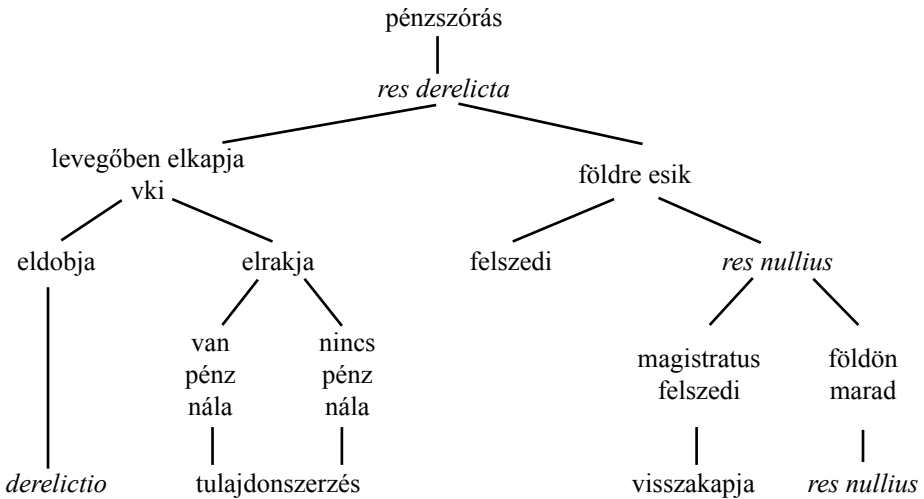 pénzszórás
res derelicta
levegőben elkapja
vki
földre esik
eldobja
elrakja
felszedi
res nullius
van
pénz
nála
nincs
pénz
nála
magistratus
felszedi
földön
marad
derelictio
tulajdonszerzés
visszakapja
res nullius